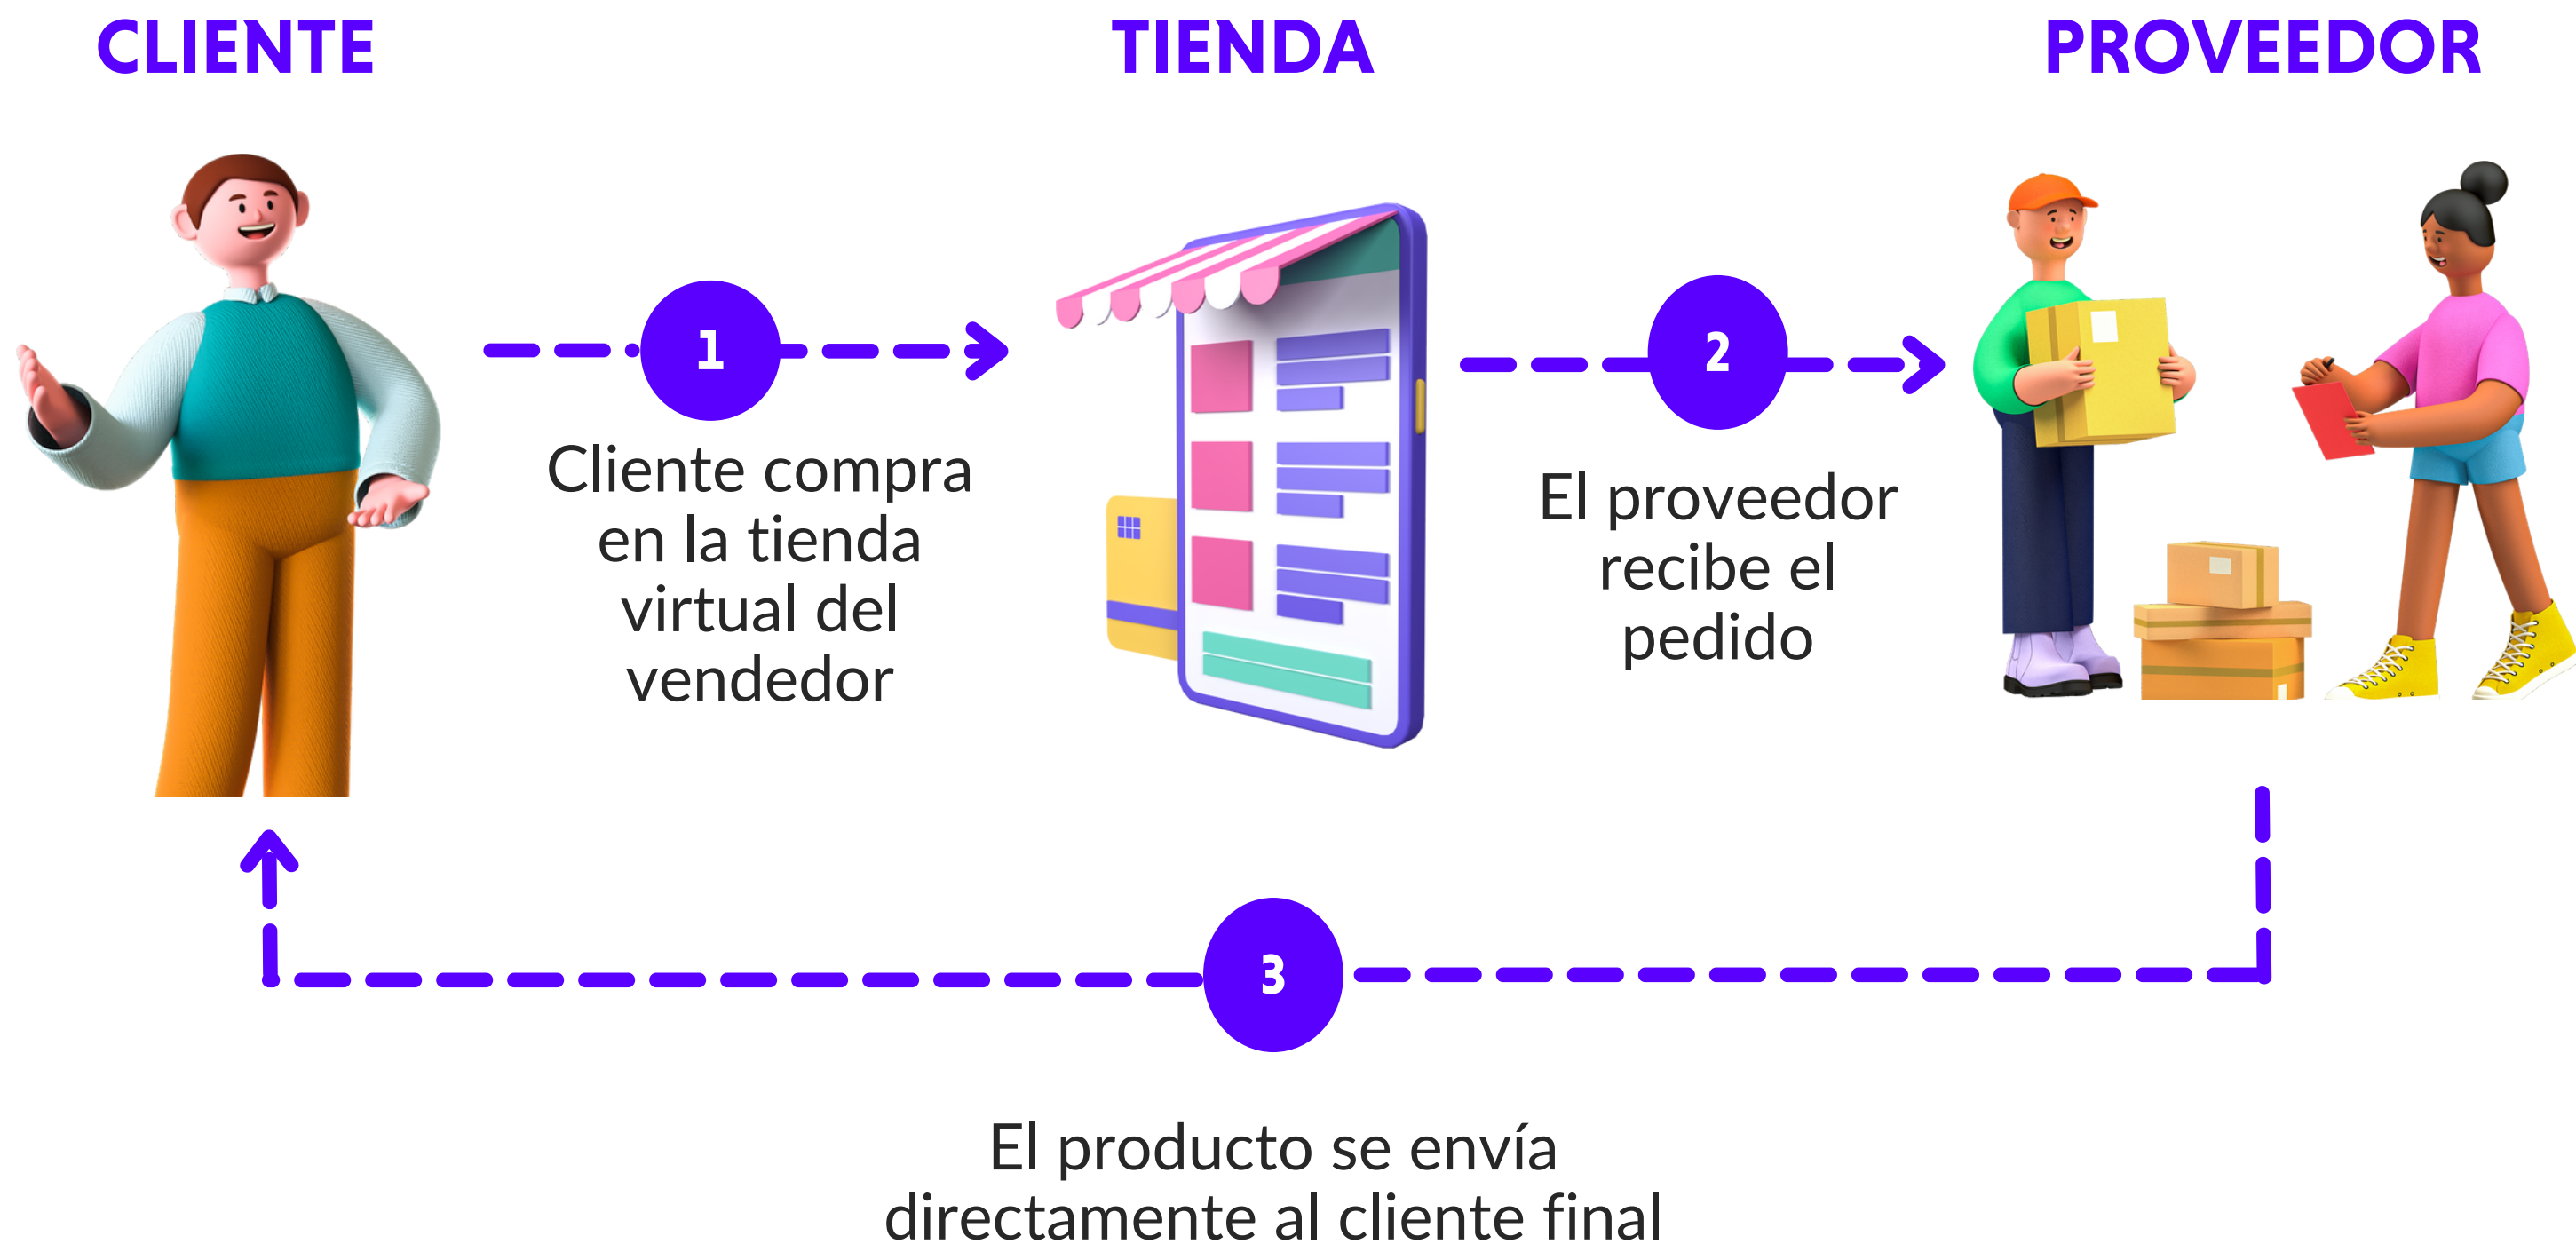 CLIENTE
TIENDA
PROVEEDOR
1
Cliente compra
en la tienda
virtual del
vendedor
2
El proveedor
recibe el
pedido
3
El producto se envía
directamente al cliente final